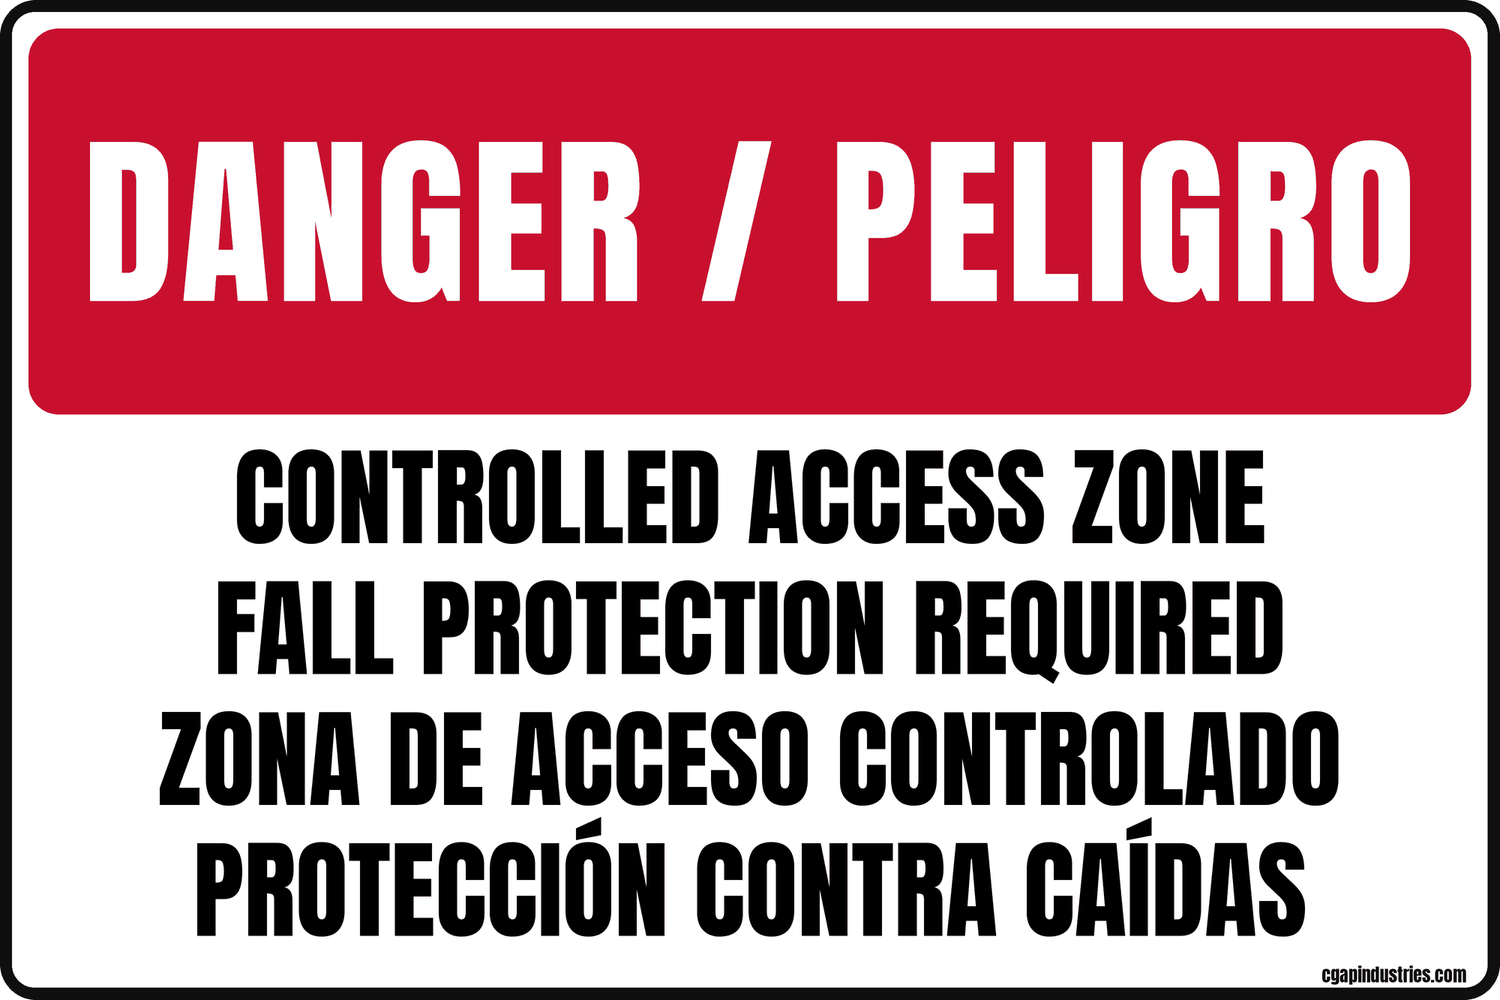 DANGER / PELIGRO
CONTROLLED ACCESS ZONE
FALL PROTECTION REQUIRED
ZONA DE ACCESO CONTROLADO
PROTECCIÓN CONTRA CAÍDAS
cgapindustries.com